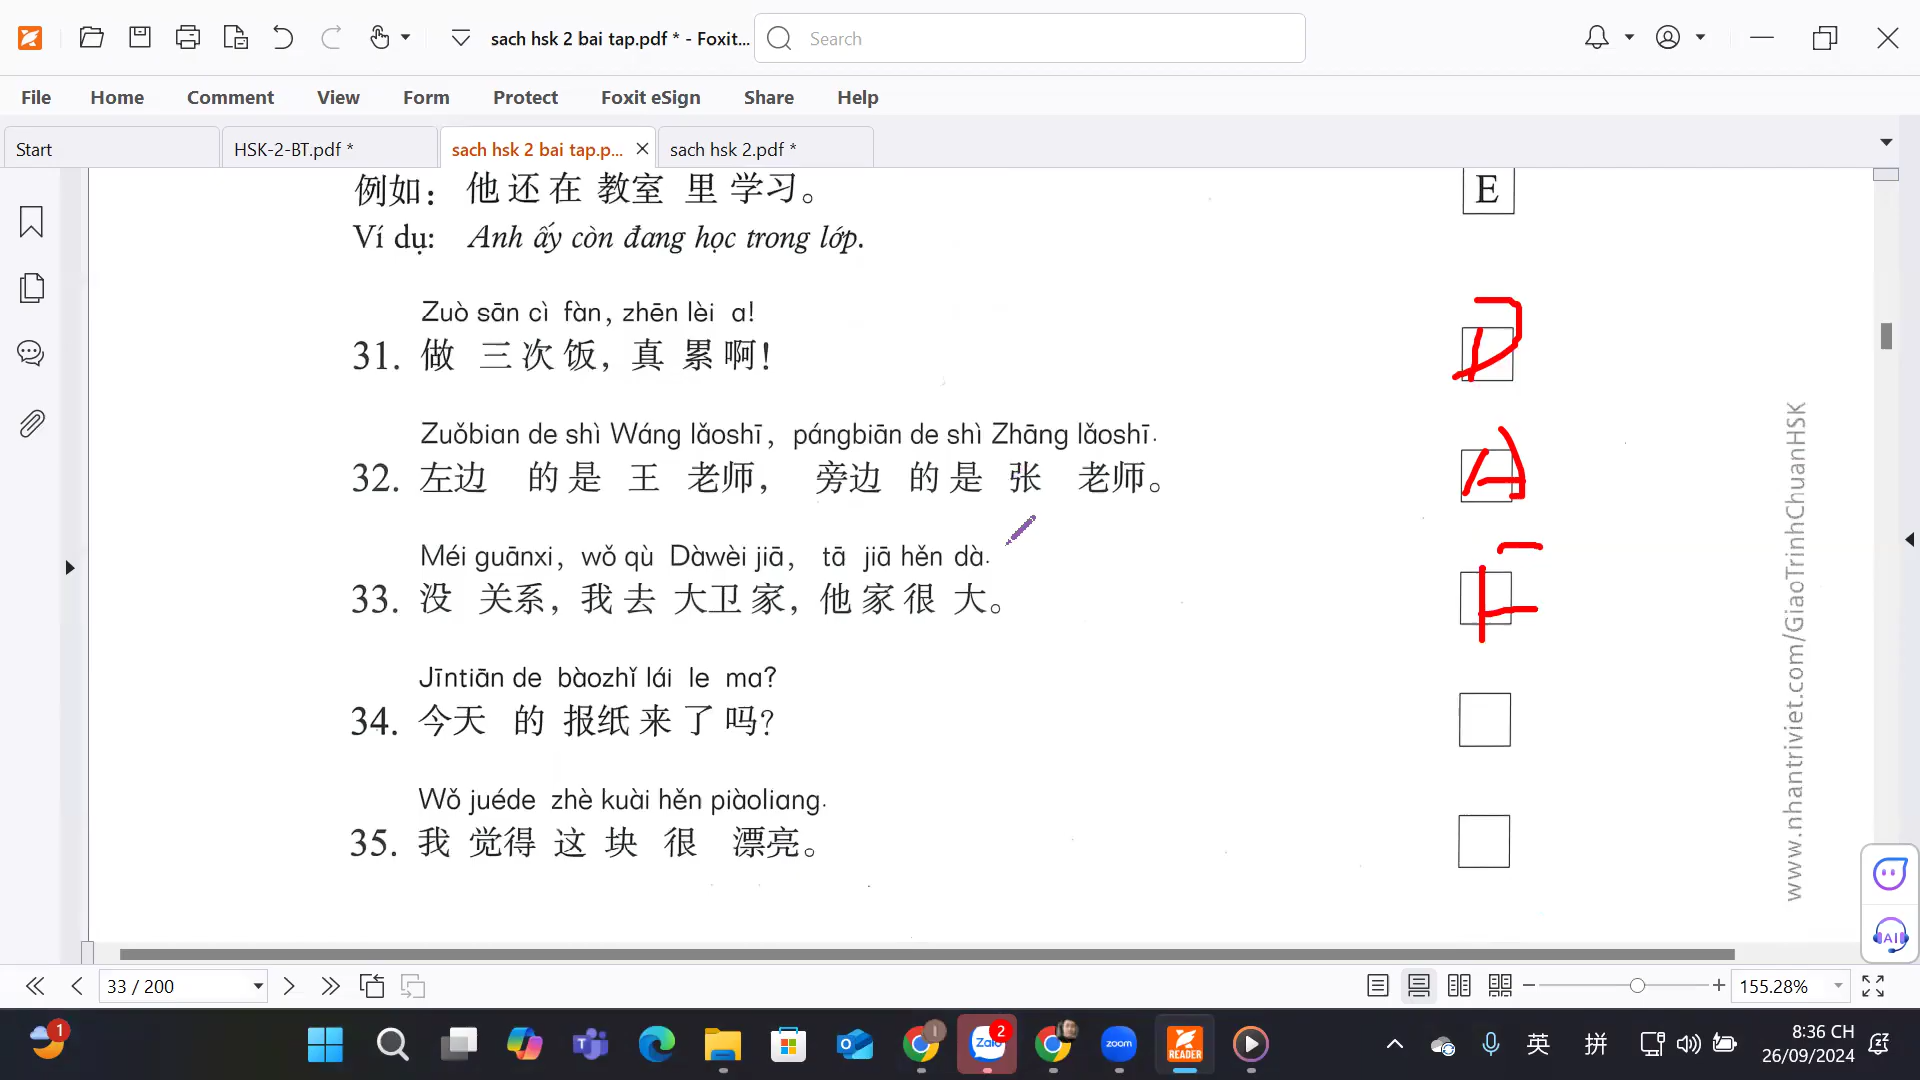 sach hsk 2 bai tap.pdf * - Foxit...
Search
File Home Comment View Form Protect Foxit eSign Share Help
Start
HSK-2-BT.pdf *
sach hsk 2 bai tap.p...
sach hsk 2.pdf *
例如: 他还在教室里学习。
E
Ví dụ: Anh ấy còn đang học trong lớp.
Zuò sān cì fàn, zhēn lèi a!
31. 做三次饭, 真累啊!
D
Zuǒbian de shì Wáng lǎoshī, pángbiān de shì Zhāng lǎoshī.
32. 左边的是王老师, 旁边的是张老师。
A
Méi guānxi, wǒ qù Dàwèi jiā, tā jiā hěn dà.
33. 没关系, 我去大卫家, 他家很大。
F
Jīntiān de bàozhǐ lái le ma?
34. 今天的报纸来了吗?
Wǒ juéde zhè kuài hěn piàoliang.
35. 我觉得这块很漂亮。
www.nhantriviet.com/GiaoTrinhChuanHSK
AI
33 / 200
155.28%
1
Zalo
2
zoom
READER
英
拼
8:36 CH
26/09/2024